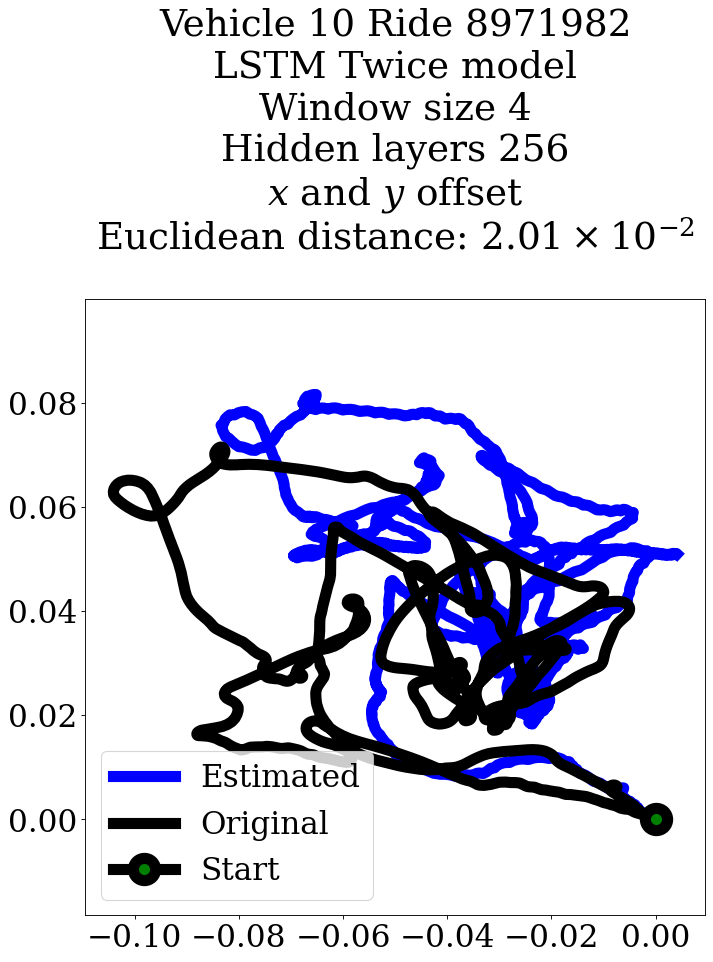 Vehicle 10 Ride 8971982
LSTM Twice model
Window size 4
Hidden layers 256
x and y offset
Euclidean distance: 2.01 × 10⁻²
0.08
0.06
0.04
0.02
0.00
Estimated
Original
Start
−0.10 −0.08 −0.06 −0.04 −0.02 0.00